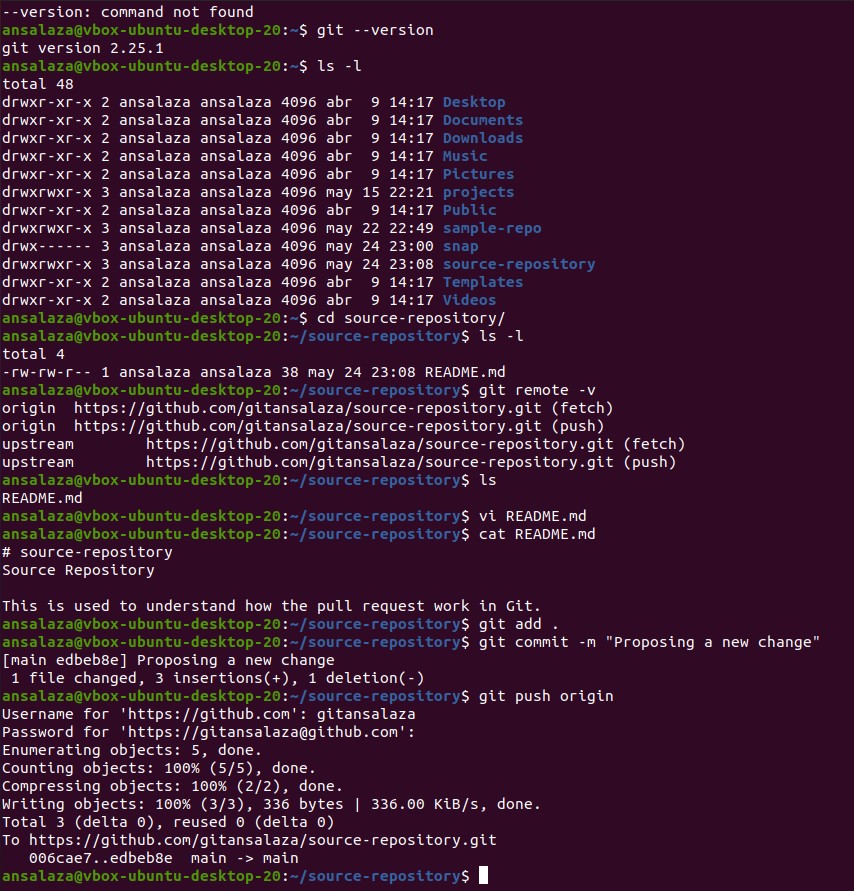 --version: command not found
ansalaza@vbox-ubuntu-desktop-20:~$ git --version
git version 2.25.1
ansalaza@vbox-ubuntu-desktop-20:~$ ls -l
total 48
drwxr-xr-x 2 ansalaza ansalaza 4096 abr  9 14:17 Desktop
drwxr-xr-x 2 ansalaza ansalaza 4096 abr  9 14:17 Documents
drwxr-xr-x 2 ansalaza ansalaza 4096 abr  9 14:17 Downloads
drwxr-xr-x 2 ansalaza ansalaza 4096 abr  9 14:17 Music
drwxr-xr-x 2 ansalaza ansalaza 4096 abr  9 14:17 Pictures
drwxrwxr-x 3 ansalaza ansalaza 4096 may 15 22:21 projects
drwxr-xr-x 2 ansalaza ansalaza 4096 abr  9 14:17 Public
drwxrwxr-x 3 ansalaza ansalaza 4096 may 22 22:49 sample-repo
drwx------ 3 ansalaza ansalaza 4096 may 24 23:00 snap
drwxrwxr-x 3 ansalaza ansalaza 4096 may 24 23:08 source-repository
drwxr-xr-x 2 ansalaza ansalaza 4096 abr  9 14:17 Templates
drwxr-xr-x 2 ansalaza ansalaza 4096 abr  9 14:17 Videos
ansalaza@vbox-ubuntu-desktop-20:~$ cd source-repository/
ansalaza@vbox-ubuntu-desktop-20:~/source-repository$ ls -l
total 4
-rw-rw-r-- 1 ansalaza ansalaza 38 may 24 23:08 README.md
ansalaza@vbox-ubuntu-desktop-20:~/source-repository$ git remote -v
origin  https://github.com/gitansalaza/source-repository.git (fetch)
origin  https://github.com/gitansalaza/source-repository.git (push)
upstream        https://github.com/gitansalaza/source-repository.git (fetch)
upstream        https://github.com/gitansalaza/source-repository.git (push)
ansalaza@vbox-ubuntu-desktop-20:~/source-repository$ ls
README.md
ansalaza@vbox-ubuntu-desktop-20:~/source-repository$ vi README.md
ansalaza@vbox-ubuntu-desktop-20:~/source-repository$ cat README.md
# source-repository
Source Repository

This is used to understand how the pull request work in Git.
ansalaza@vbox-ubuntu-desktop-20:~/source-repository$ git add .
ansalaza@vbox-ubuntu-desktop-20:~/source-repository$ git commit -m "Proposing a new change"
[main edbeb8e] Proposing a new change
 1 file changed, 3 insertions(+), 1 deletion(-)
ansalaza@vbox-ubuntu-desktop-20:~/source-repository$ git push origin
Username for 'https://github.com': gitansalaza
Password for 'https://gitansalaza@github.com':
Enumerating objects: 5, done.
Counting objects: 100% (5/5), done.
Compressing objects: 100% (2/2), done.
Writing objects: 100% (3/3), 336 bytes | 336.00 KiB/s, done.
Total 3 (delta 0), reused 0 (delta 0)
To https://github.com/gitansalaza/source-repository.git
   006cae7..edbeb8e  main -> main
ansalaza@vbox-ubuntu-desktop-20:~/source-repository$